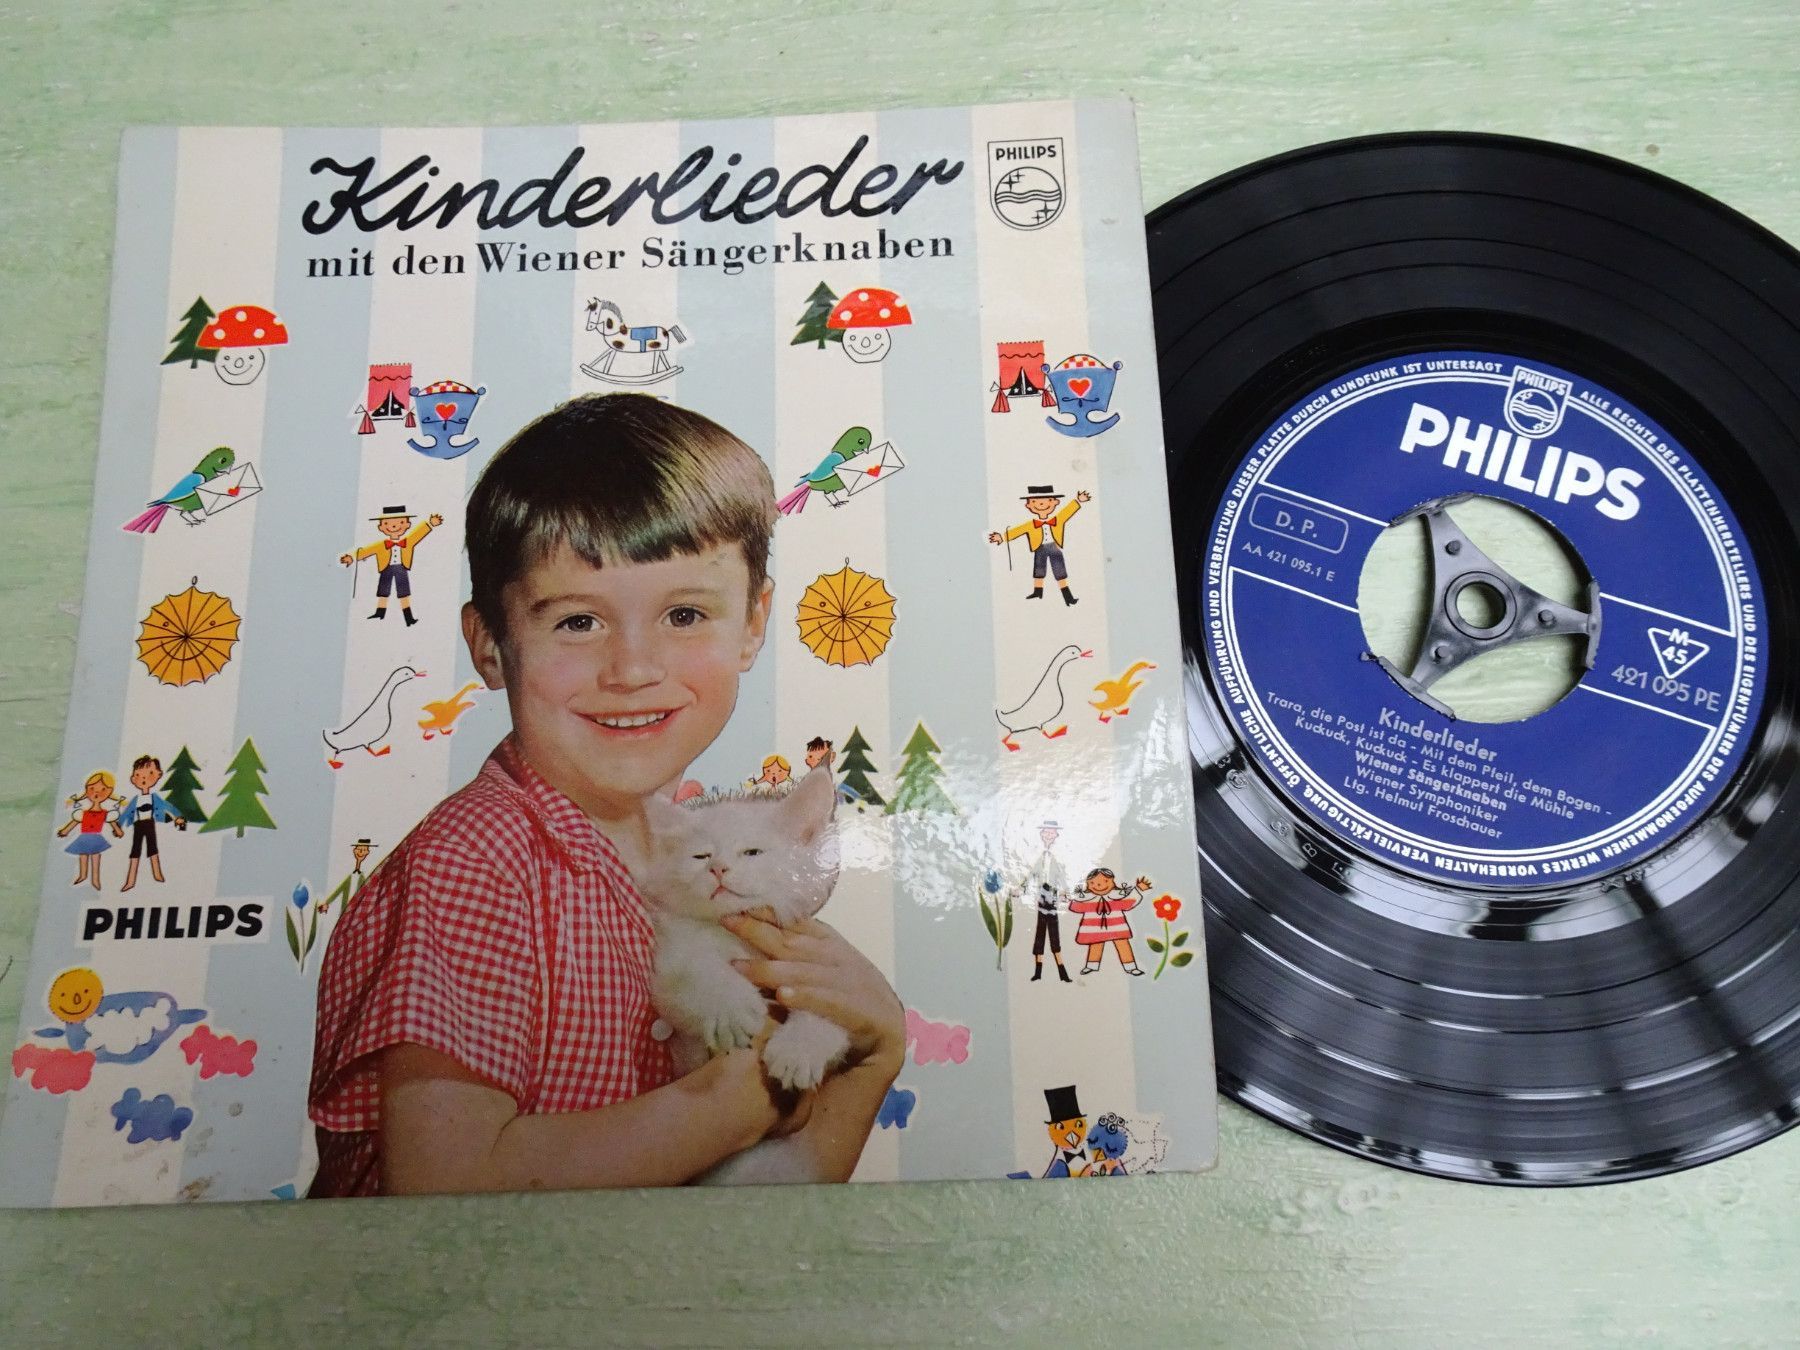 Kinderlieder
mit den Wiener Sängerknaben
PHILIPS
PHILIPS
ÖFFENTLICHE AUFFÜHRUNG UND VERBREITUNG DIESER PLATTE DURCH RUNDFUNK IST UNTERSAGT
ALLE RECHTE DES PLATTENHERSTELLERS UND DES EIGENTÜMERS DES AUFGENOMMENEN WERKES VORBEHALTEN VERVIELFÄLTIGUNG,
PHILIPS
PHILIPS
D. P.
AA 421 095.1 E
M
45
421 095 PE
Kinderlieder
Trara, die Post ist da - Mit dem Pfeil, dem Bogen -
Kuckuck, Kuckuck - Es klappert die Mühle
Wiener Sängerknaben
Wiener Symphoniker
Ltg. Helmut Froschauer